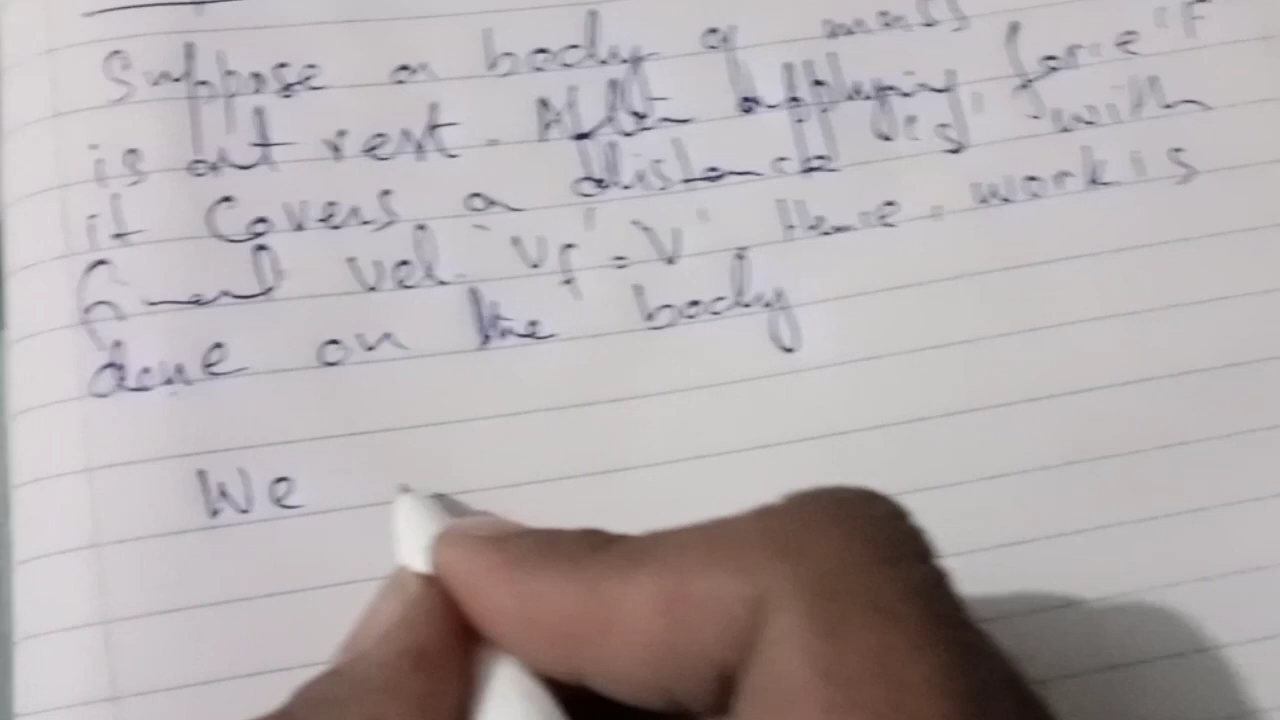 Suppose a body of mass
is at rest. After applying force 'F
it covers a distance 'S' with
final vel. 'Vf = V' Hence, work is
done on the body
We